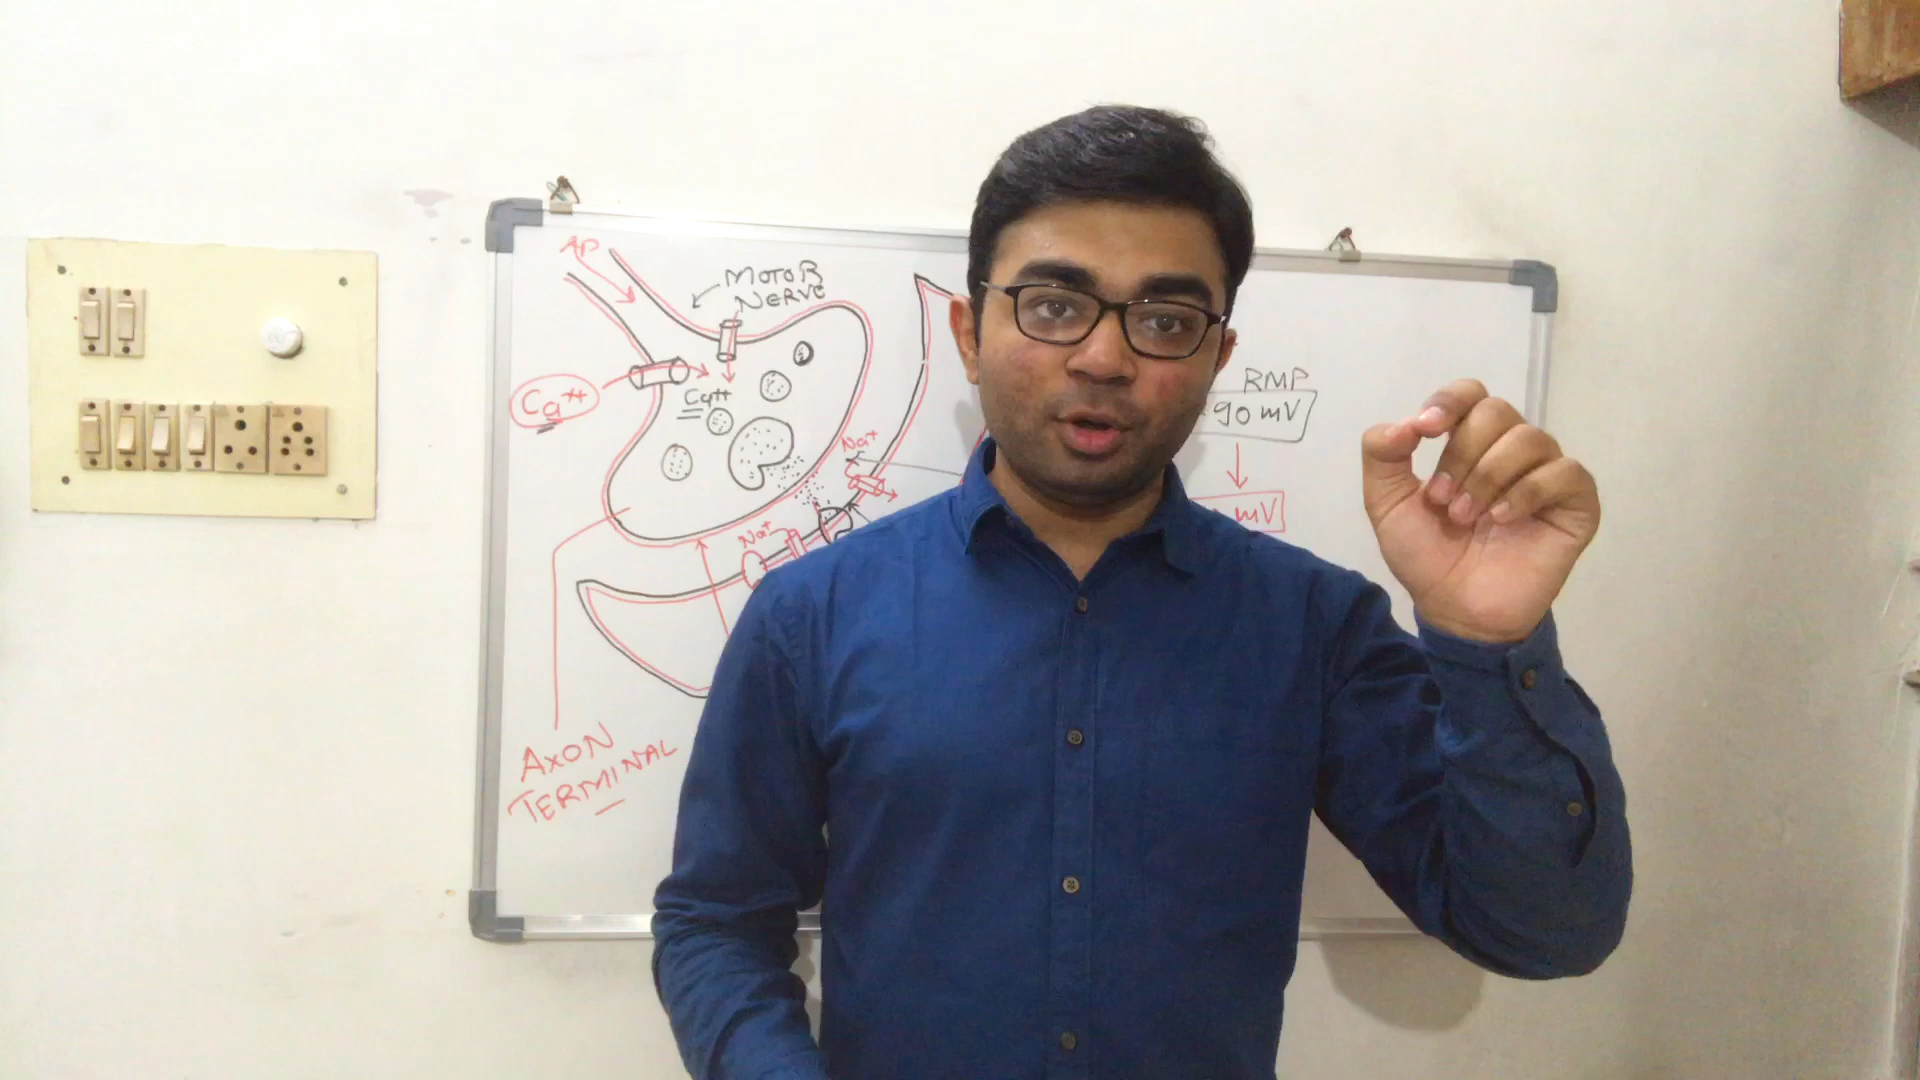 AP
MOTOR
NERVE
Ca++
Ca++
RMP
90 mV
Na+
Na+
mV
AXON
TERMINAL